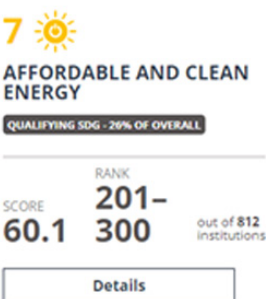 7
AFFORDABLE AND CLEAN
ENERGY
QUALIFYING SDG - 26% OF OVERALL
SCORE
60.1
RANK
201–
300
out of 812
institutions
Details